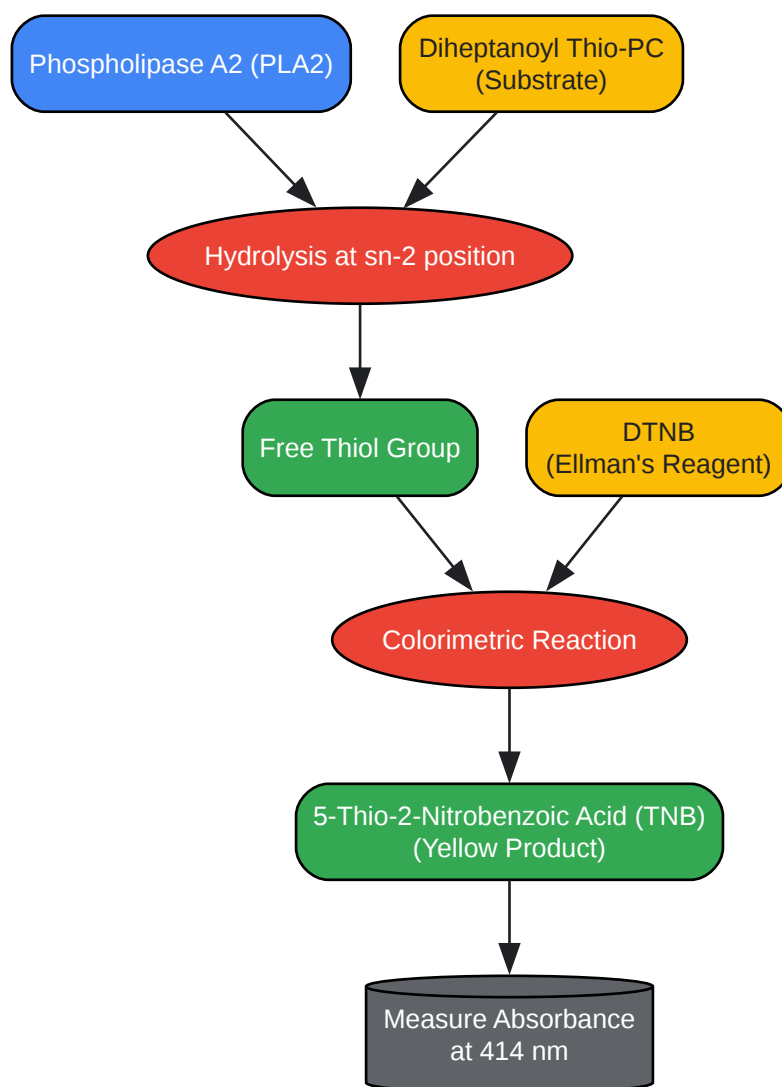 Phospholipase A2 (PLA2)
Diheptanoyl Thio-PC
(Substrate)
Hydrolysis at sn-2 position
Free Thiol Group
DTNB
(Ellman's Reagent)
Colorimetric Reaction
5-Thio-2-Nitrobenzoic Acid (TNB)
(Yellow Product)
Measure Absorbance
at 414 nm